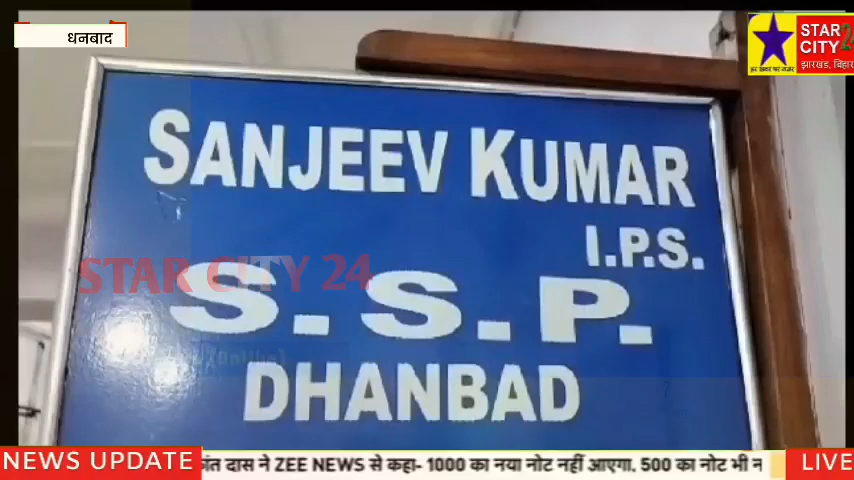 धनबाद
STAR
CITY 24
झारखंड, बिहार
SANJEEV KUMAR
I.P.S.
STAR CITY 24
S.S.P.
DHANBAD
NEWS UPDATE
दास ने ZEE NEWS से कहा- 1000 का नया नोट नहीं आएगा, 500 का नोट भी न
LIVE